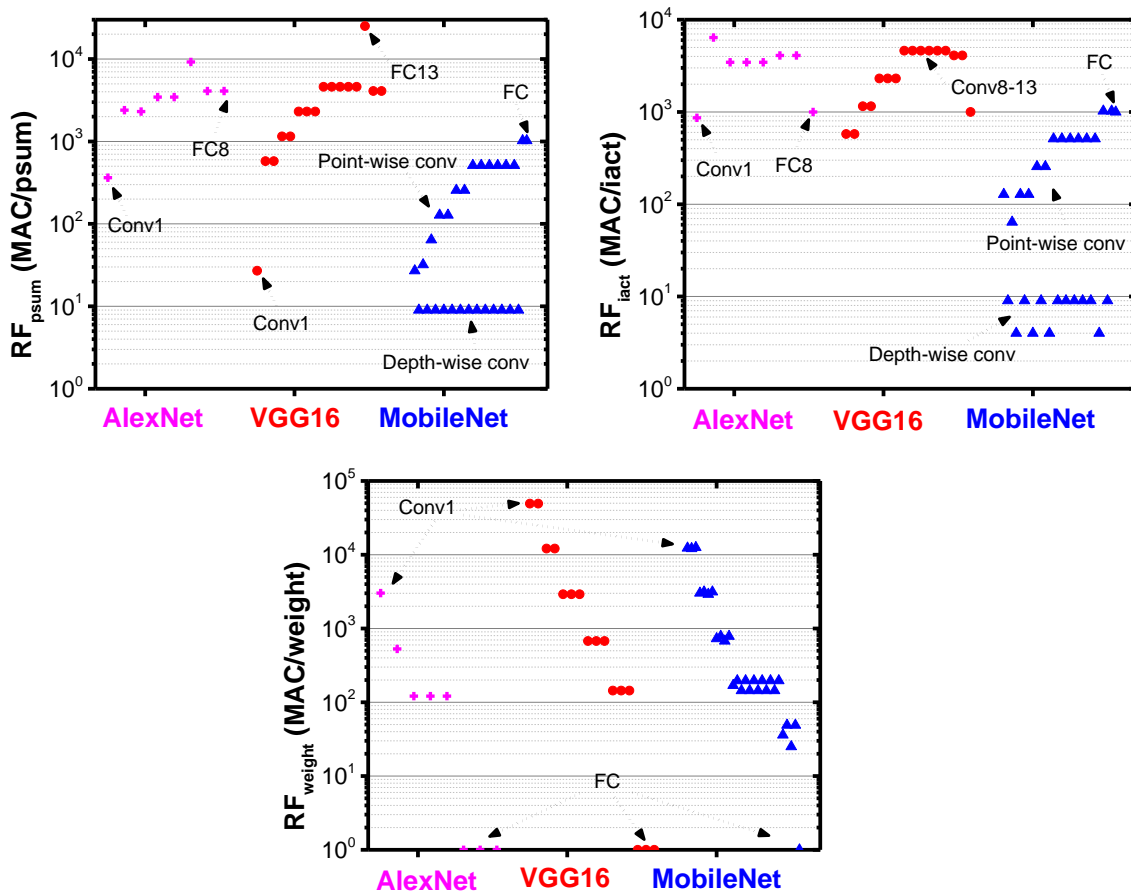 RF_psum (MAC/psum)
10^4
10^3
10^2
10^1
10^0
FC13
FC
FC8
Point-wise conv
Conv1
Conv1
Depth-wise conv
AlexNet VGG16 MobileNet
RF_iact (MAC/iact)
10^4
10^3
10^2
10^1
10^0
FC
Conv8-13
Conv1
FC8
Point-wise conv
Depth-wise conv
AlexNet VGG16 MobileNet
RF_weight (MAC/weight)
10^5
10^4
10^3
10^2
10^1
10^0
Conv1
FC
AlexNet VGG16 MobileNet